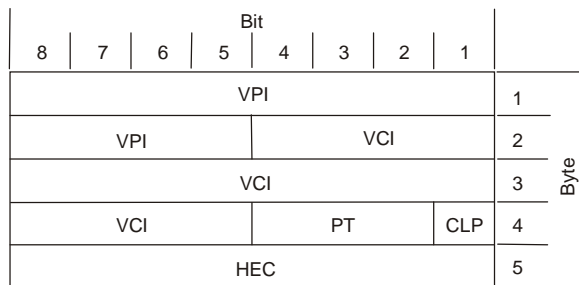 Bit
8 7 6 5 4 3 2 1
VPI 1
VPI VCI 2
VCI 3
VCI PT CLP 4
HEC 5
Byte